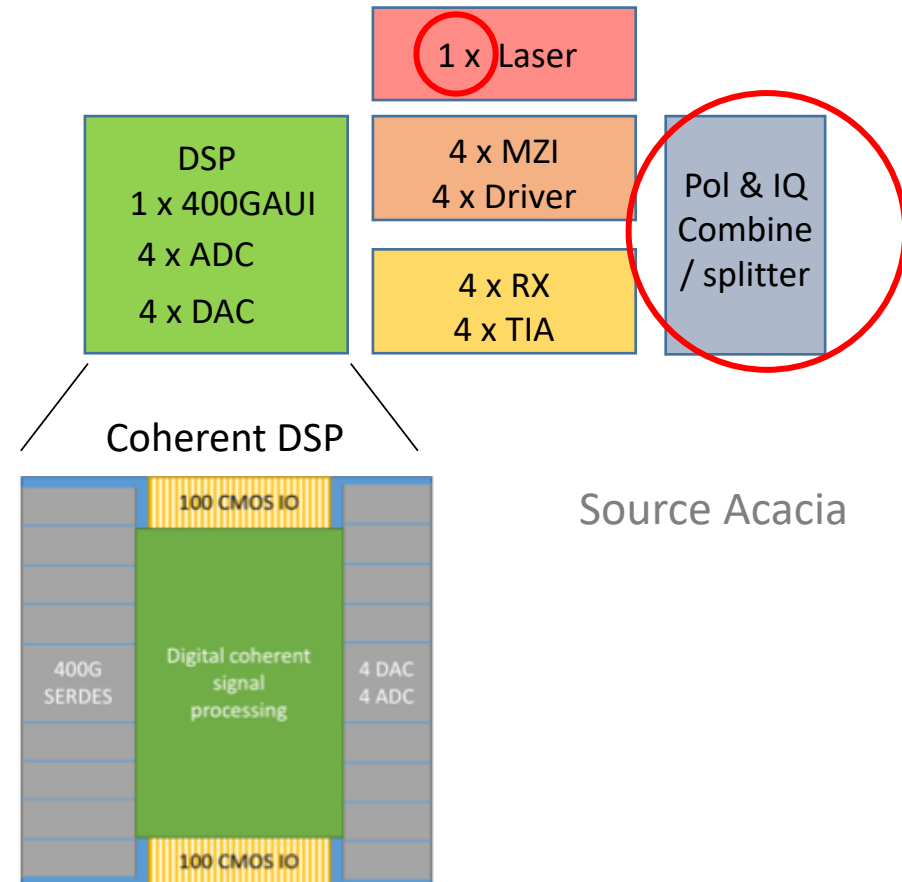 1 x Laser
DSP
1 x 400GAUI
4 x ADC
4 x DAC
4 x MZI
4 x Driver
4 x RX
4 x TIA
Pol & IQ
Combine
/ splitter
Coherent DSP
100 CMOS IO
400G
SERDES
Digital coherent
signal
processing
4 DAC
4 ADC
100 CMOS IO
Source Acacia